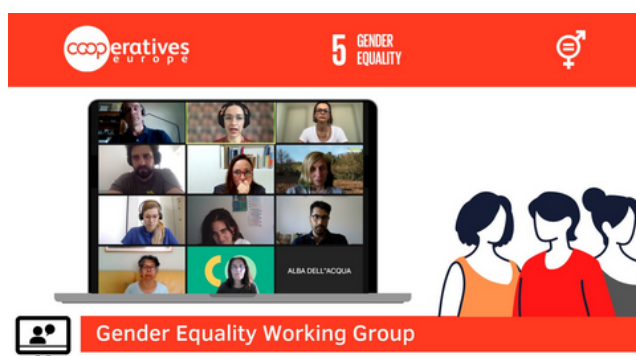 cooperatives
europe
5 GENDER
EQUALITY
ALBA DELL'ACQUA
Gender Equality Working Group